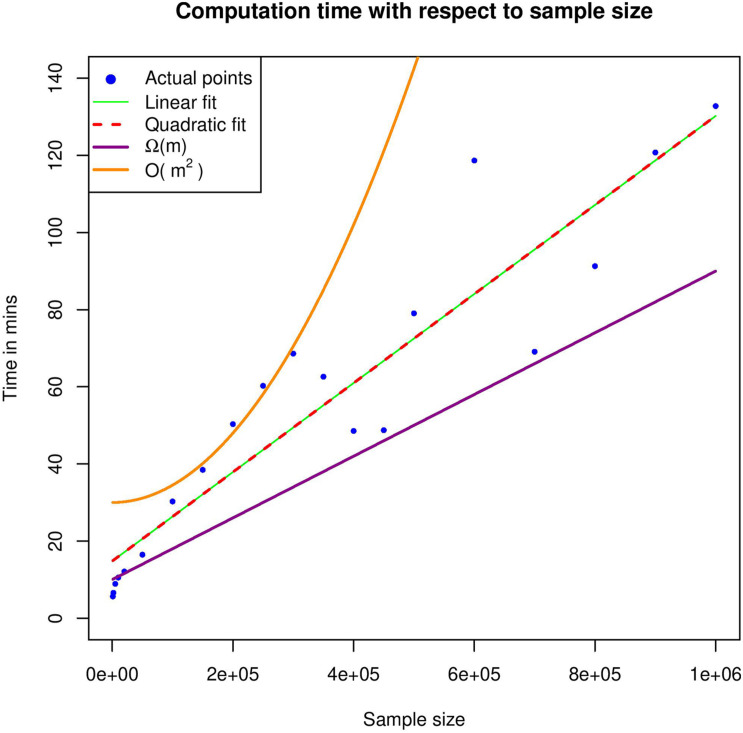 Computation time with respect to sample size
Actual points
Linear fit
Quadratic fit
Ω(m)
O( m² )
Time in mins
140
120
100
80
60
40
20
0
0e+00 2e+05 4e+05 6e+05 8e+05 1e+06
Sample size